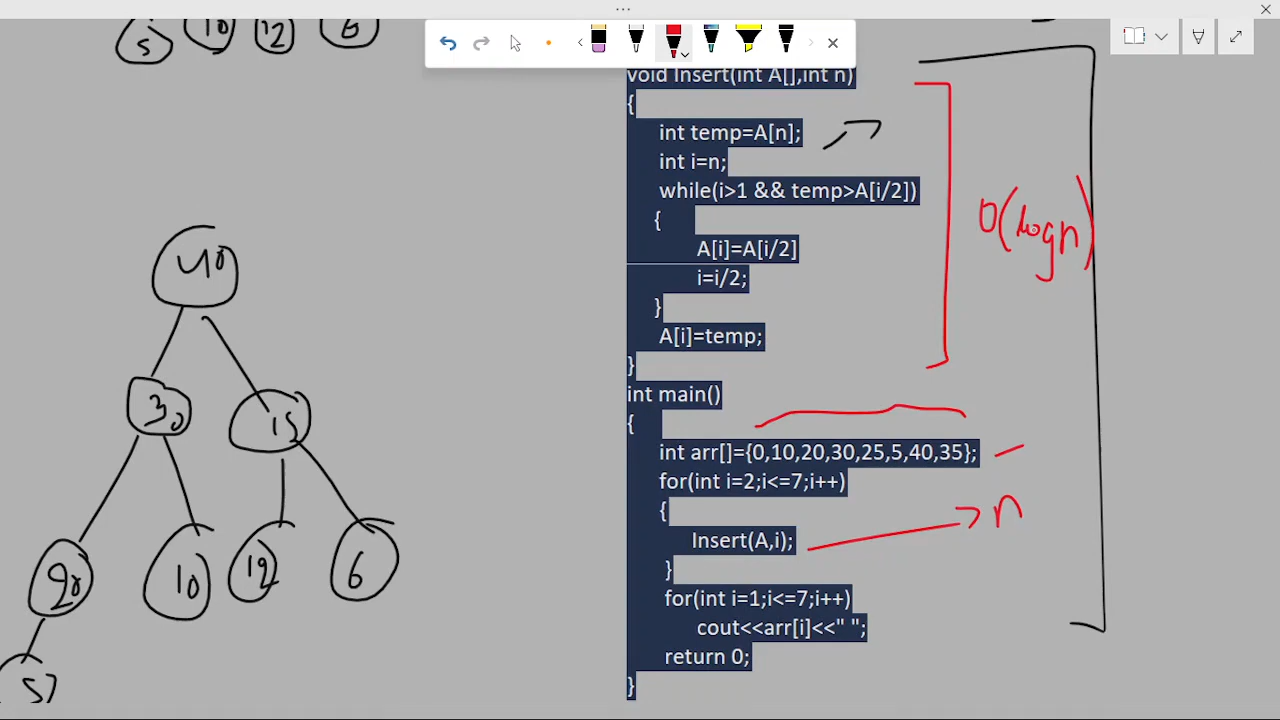 5 10 12 6
void Insert(int A[],int n)
{
int temp=A[n];
int i=n;
while(i>1 && temp>A[i/2])
{
A[i]=A[i/2]
i=i/2;
}
A[i]=temp;
}
O(logn)
int main()
{
int arr[]={0,10,20,30,25,5,40,35};
for(int i=2;i<=7;i++)
{
Insert(A,i);
n
}
for(int i=1;i<=7;i++)
cout<<arr[i]<<" ";
return 0;
}
40
30 15
20 10 12 6
5